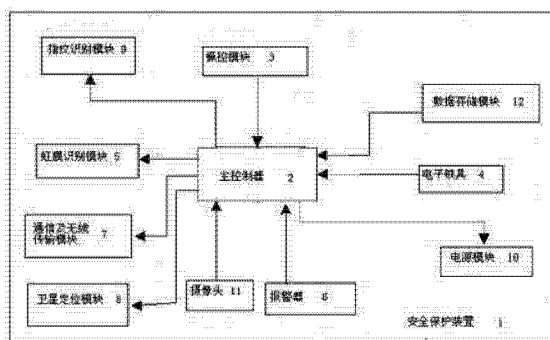 指纹识别模块 9
操控模块 3
数据存储模块 12
虹膜识别模块 5
主控制器 2
电子锁具 4
通信及无线
传输模块 7
电源模块 10
卫星定位模块 8
摄像头 11
报警器 6
安全保护装置 1